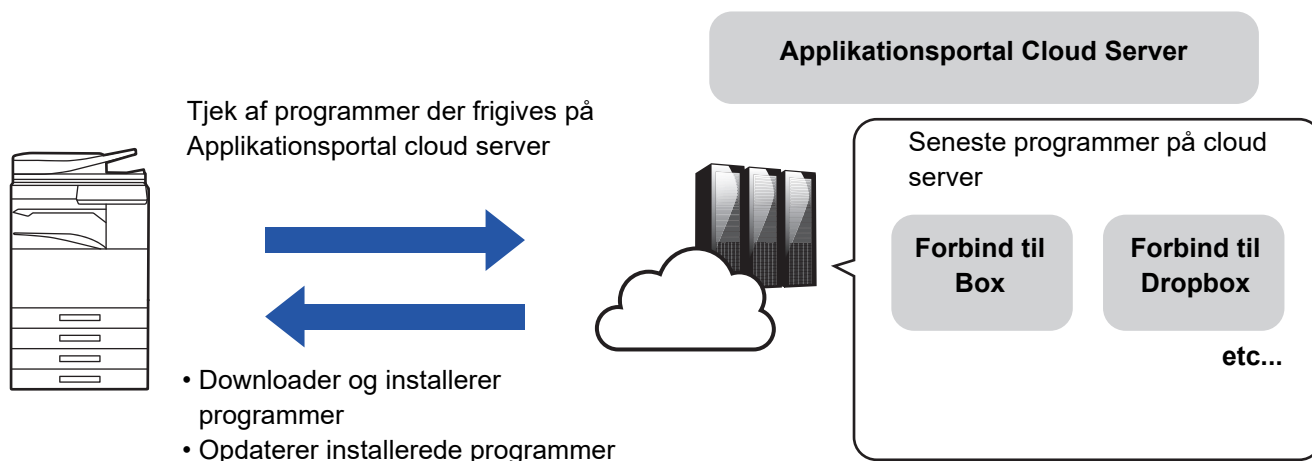 Applikationsportal Cloud Server
Tjek af programmer der frigives på
Applikationsportal cloud server
Seneste programmer på cloud
server
Forbind til
Box
Forbind til
Dropbox
etc...
• Downloader og installerer
programmer
• Opdaterer installerede programmer